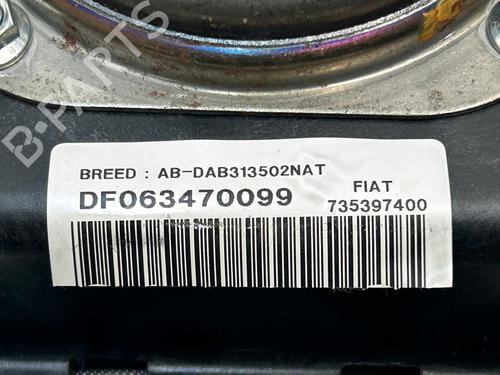 BREED : AB-DAB313502NAT
DF063470099
FIAT
735397400
B-PARTS